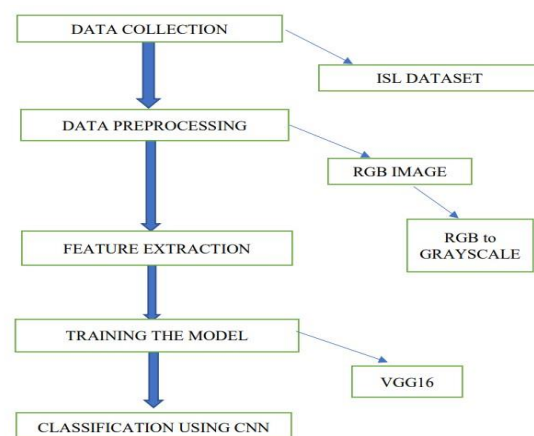 DATA COLLECTION
ISL DATASET
DATA PREPROCESSING
RGB IMAGE
RGB to
GRAYSCALE
FEATURE EXTRACTION
TRAINING THE MODEL
VGG16
CLASSIFICATION USING CNN